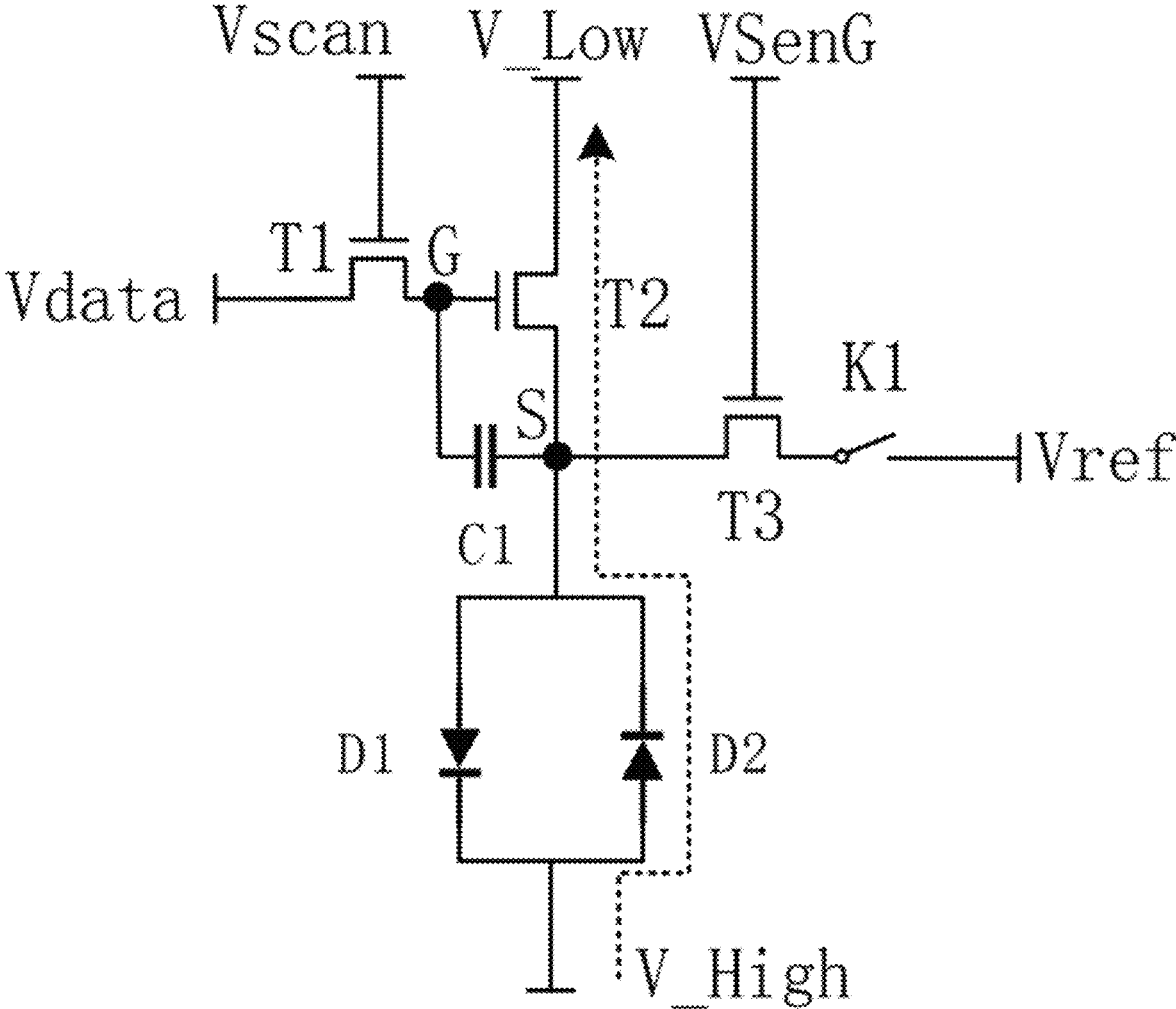 Vscan V_Low VSenG
T1 G
Vdata T2
K1
S
Vref
T3
C1
D1 D2
V_High